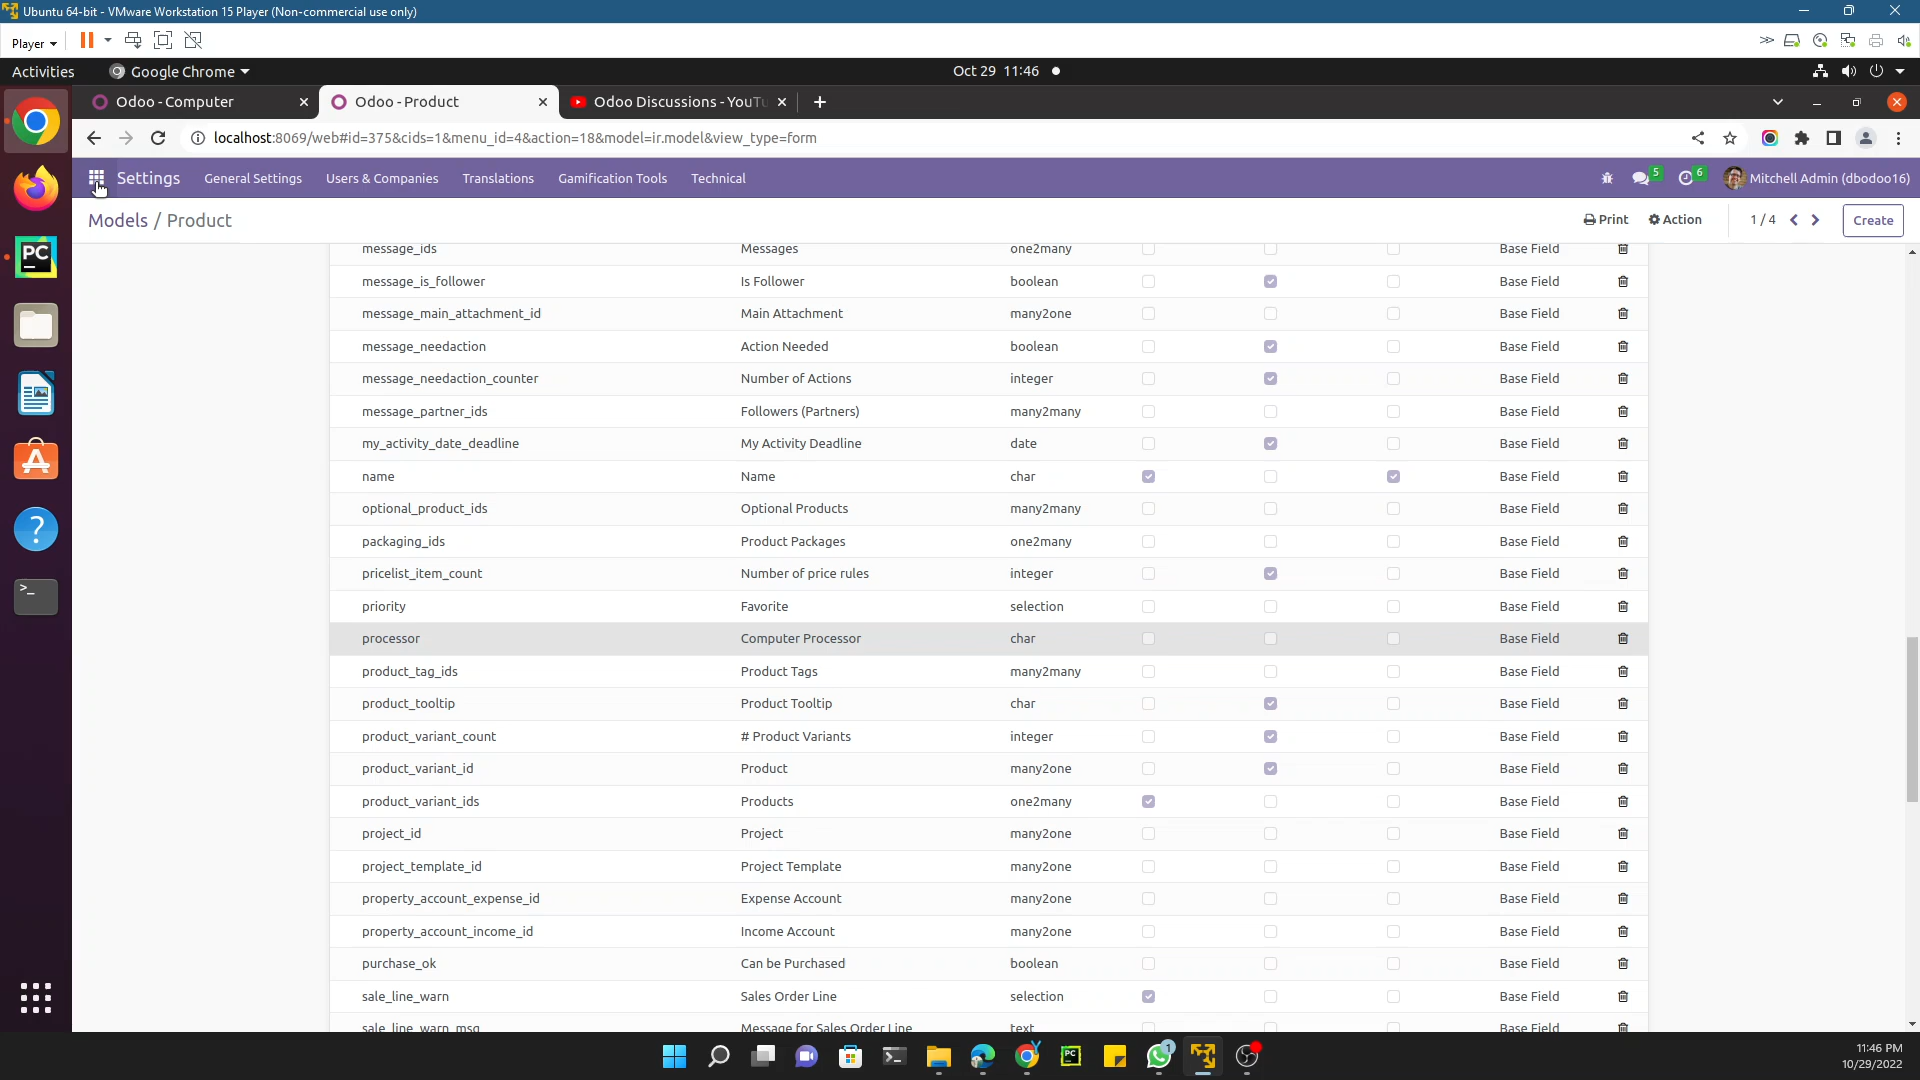 Ubuntu 64-bit - VMware Workstation 15 Player (Non-commercial use only)
Player
Activities
Google Chrome
Oct 29 11:46
Odoo - Computer
Odoo - Product
Odoo Discussions - YouTu
localhost:8069/web#id=375&cids=1&menu_id=4&action=18&model=ir.model&view_type=form
Settings General Settings Users & Companies Translations Gamification Tools Technical 5 6 Mitchell Admin (dbodoo16)
Models / Product Print Action 1 / 4 Create
message_ids Messages one2many Base Field
message_is_follower Is Follower boolean Base Field
message_main_attachment_id Main Attachment many2one Base Field
message_needaction Action Needed boolean Base Field
message_needaction_counter Number of Actions integer Base Field
message_partner_ids Followers (Partners) many2many Base Field
my_activity_date_deadline My Activity Deadline date Base Field
name Name char Base Field
optional_product_ids Optional Products many2many Base Field
packaging_ids Product Packages one2many Base Field
pricelist_item_count Number of price rules integer Base Field
priority Favorite selection Base Field
processor Computer Processor char Base Field
product_tag_ids Product Tags many2many Base Field
product_tooltip Product Tooltip char Base Field
product_variant_count # Product Variants integer Base Field
product_variant_id Product many2one Base Field
product_variant_ids Products one2many Base Field
project_id Project many2one Base Field
project_template_id Project Template many2one Base Field
property_account_expense_id Expense Account many2one Base Field
property_account_income_id Income Account many2one Base Field
purchase_ok Can be Purchased boolean Base Field
sale_line_warn Sales Order Line selection Base Field
sale_line_warn_msg Message for Sales Order Line text Base Field
PC
PC
1
11:46 PM
10/29/2022